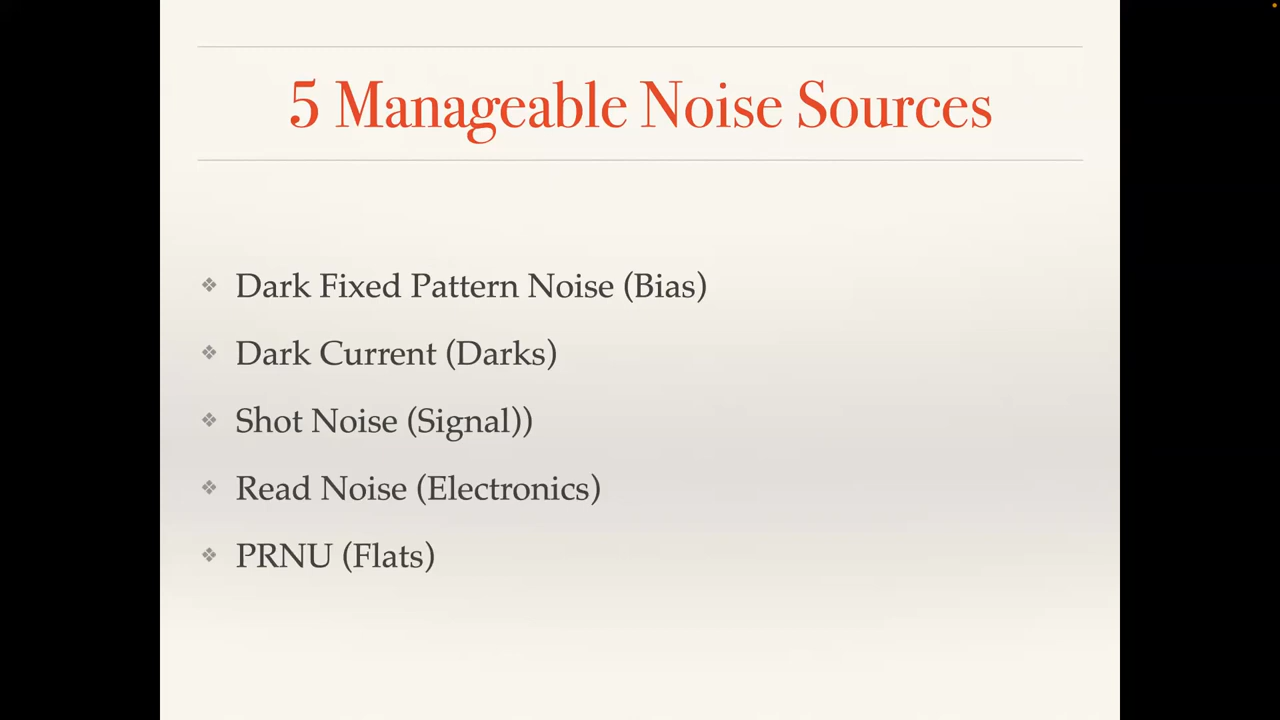 5 Manageable Noise Sources
❖ Dark Fixed Pattern Noise (Bias)
❖ Dark Current (Darks)
❖ Shot Noise (Signal))
❖ Read Noise (Electronics)
❖ PRNU (Flats)